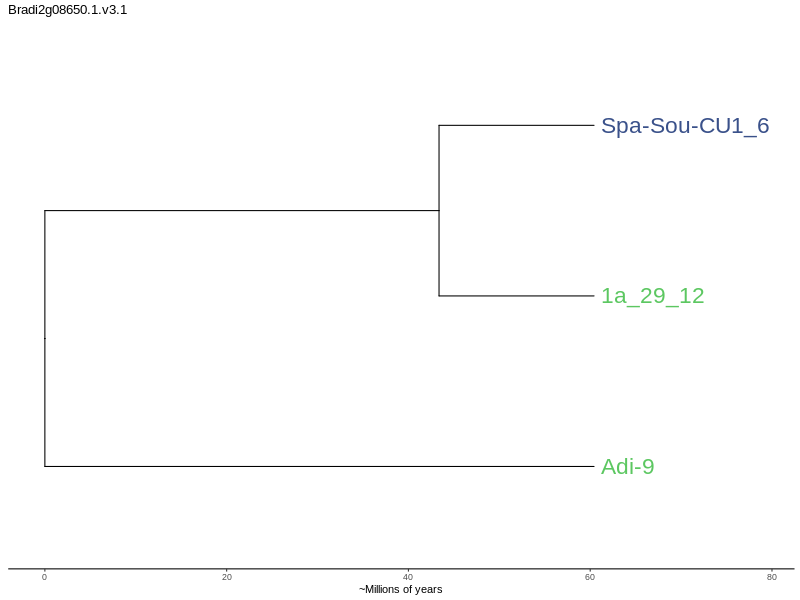 Bradi2g08650.1.v3.1
Spa-Sou-CU1_6
1a_29_12
Adi-9
0 20 40 60 80
~Millions of years